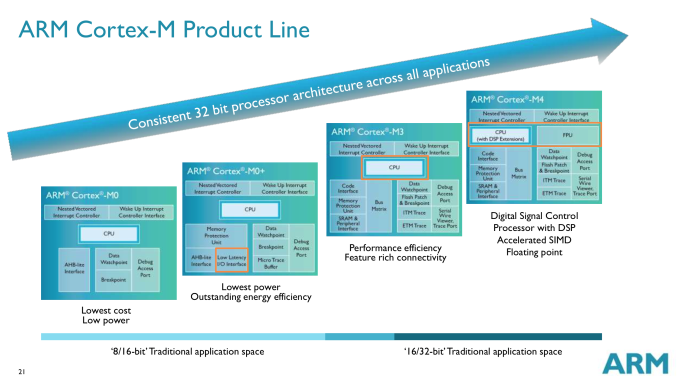 ARM Cortex-M Product Line
Consistent 32 bit processor architecture across all applications
ARM® Cortex®-M0
Nested Vectored
Interrupt Controller
Wake Up Interrupt
Controller Interface
CPU
AHB-lite
Interface
Data
Watchpoint
Breakpoint
Debug
Access
Port
Lowest cost
Low power
ARM® Cortex®-M0+
Nested Vectored
Interrupt Controller
Wake Up Interrupt
Controller Interface
CPU
Memory
Protection
Unit
AHB-lite
Interface
Low Latency
I/O Interface
Data
Watchpoint
Breakpoint
Micro Trace
Buffer
Debug
Access
Port
Lowest power
Outstanding energy efficiency
ARM® Cortex®-M3
Nested Vectored
Interrupt Controller
Wake Up Interrupt
Controller Interface
CPU
Code
Interface
Memory
Protection
Unit
SRAM &
Peripheral
Interface
Bus
Matrix
Data
Watchpoint
Flash Patch
& Breakpoint
ITM Trace
ETM Trace
Debug
Access
Port
Serial
Wire
Viewer,
Trace Port
Performance efficiency
Feature rich connectivity
ARM® Cortex®-M4
Nested Vectored
Interrupt Controller
Wake Up Interrupt
Controller Interface
CPU
(with DSP Extensions)
FPU
Code
Interface
Memory
Protection
Unit
SRAM &
Peripheral
Interface
Bus
Matrix
Data
Watchpoint
Flash Patch
& Breakpoint
ITM Trace
ETM Trace
Debug
Access
Port
Serial
Wire
Viewer,
Trace Port
Digital Signal Control
Processor with DSP
Accelerated SIMD
Floating point
‘8/16-bit’ Traditional application space
‘16/32-bit’ Traditional application space
21
ARM